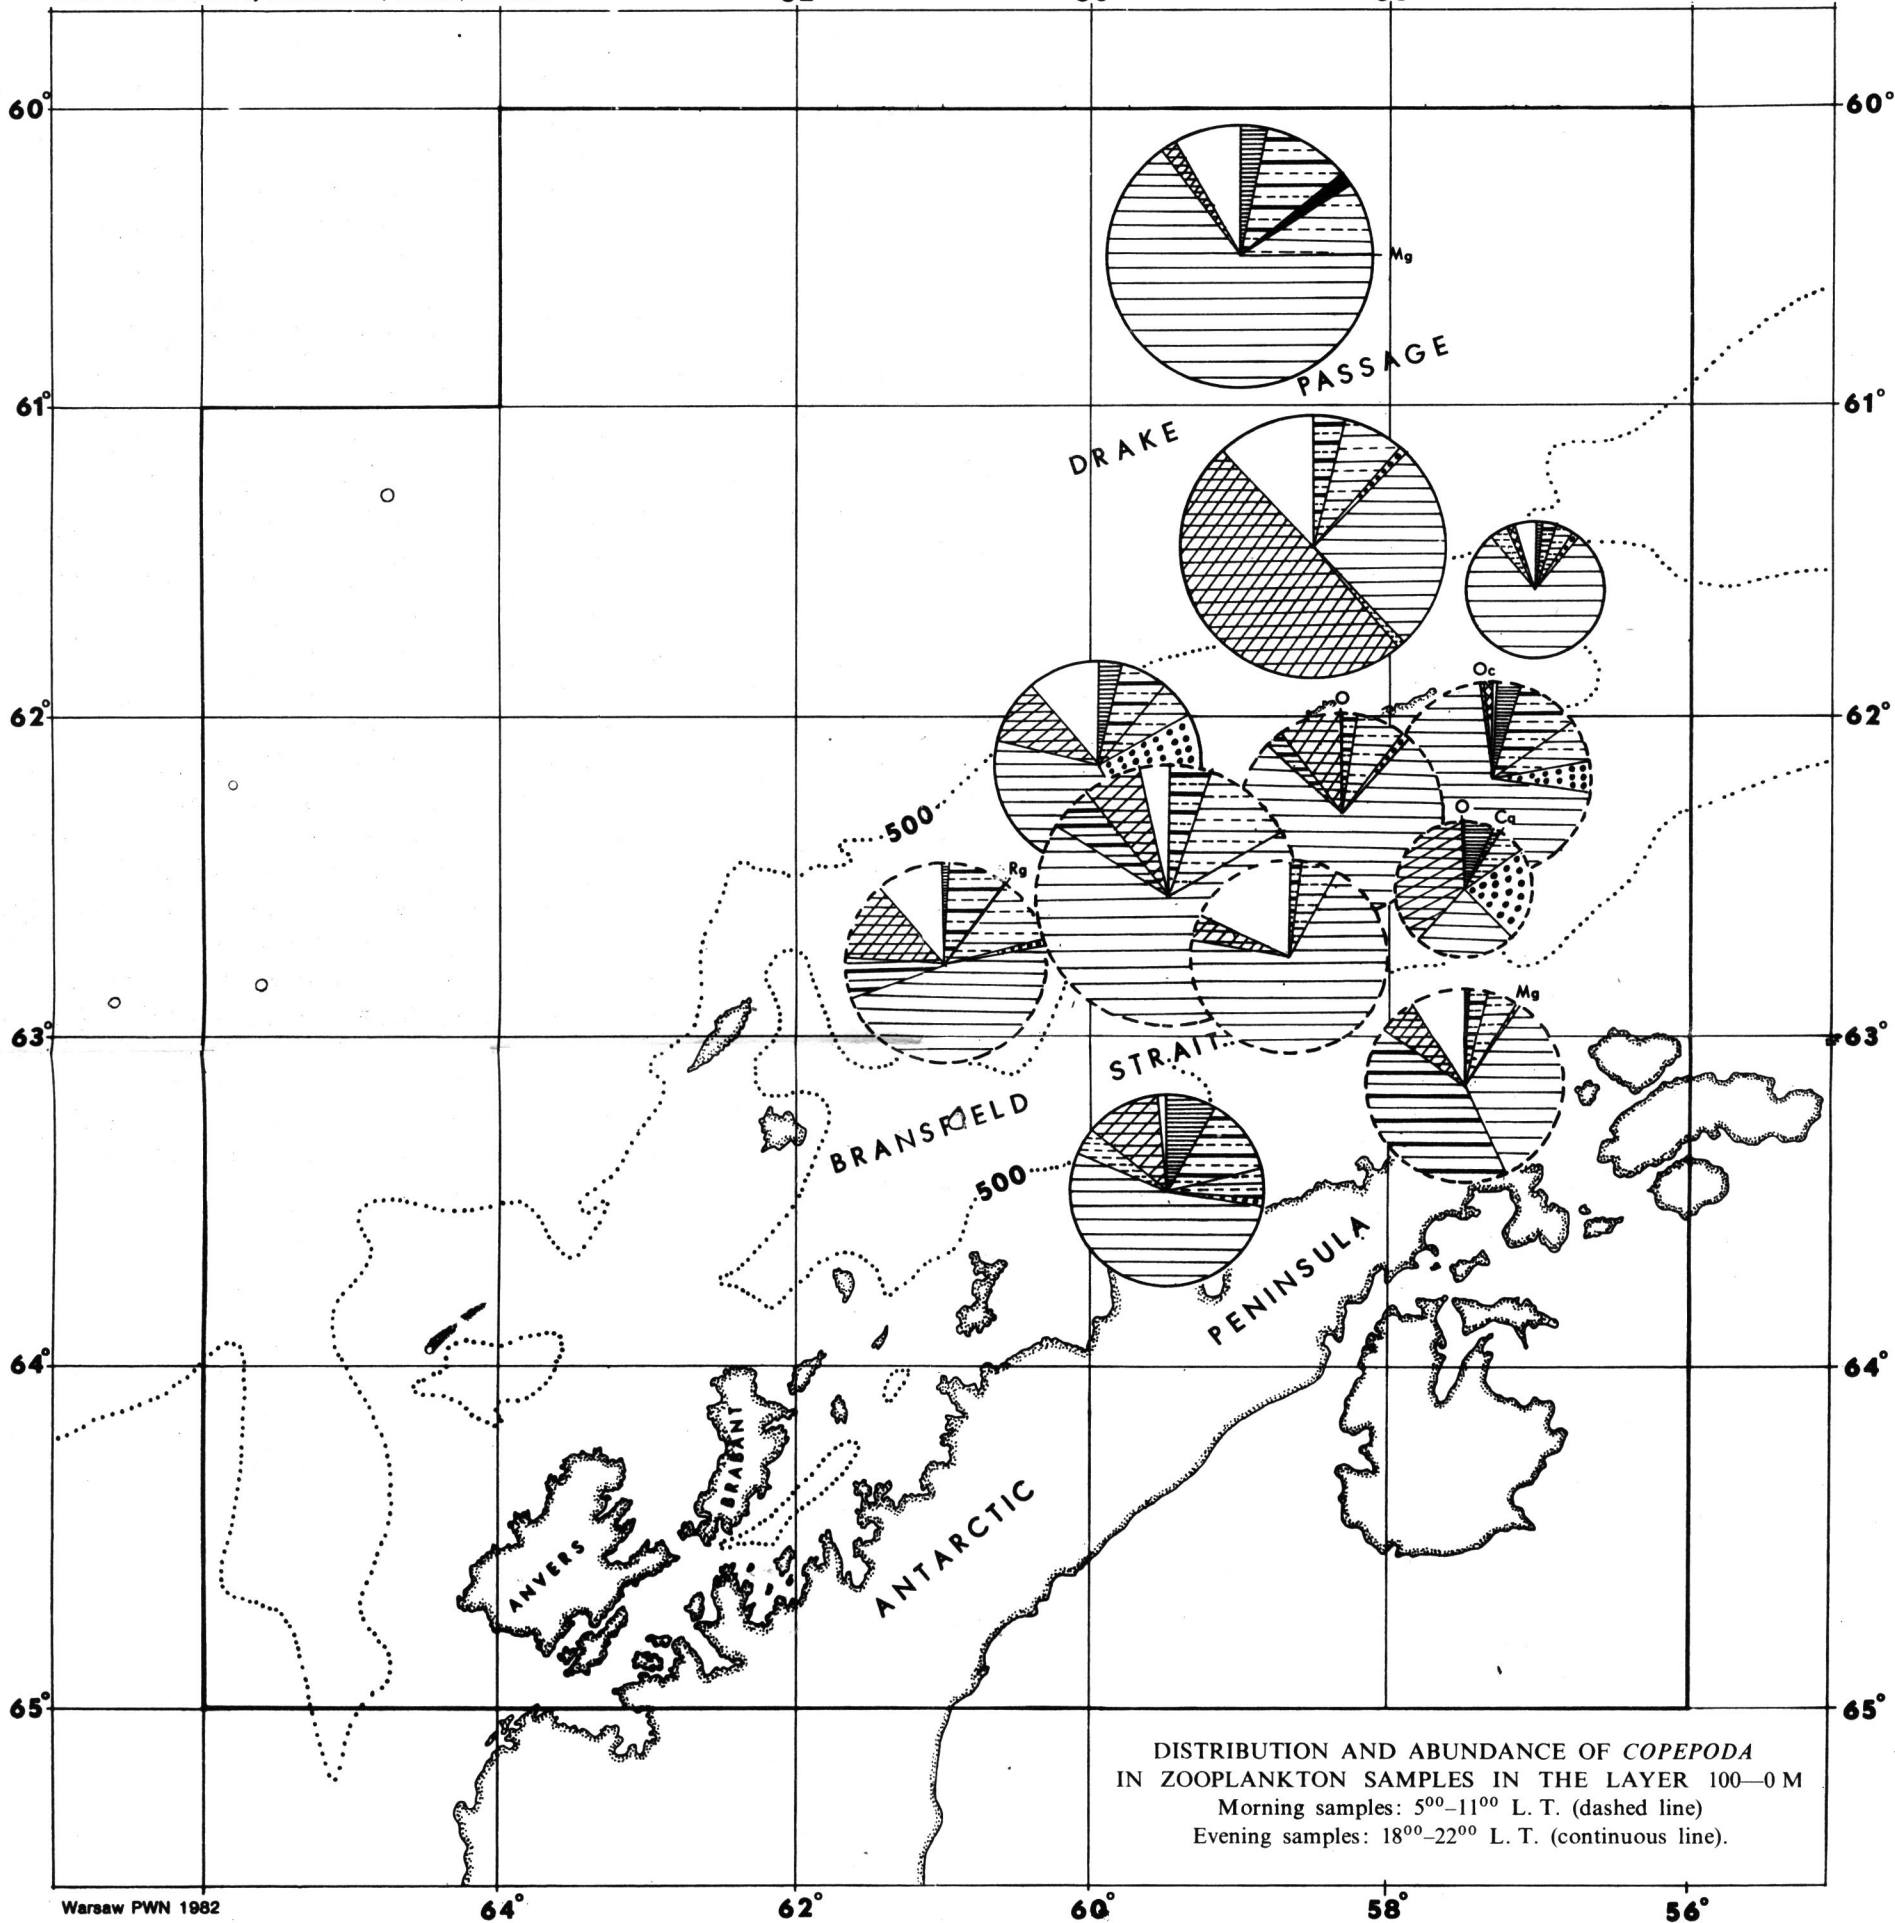 60°
60°
Mg
PASSAGE
61°
61°
DRAKE
Oc
O
62°
62°
O
Ca
500
Rg
Mg
63°
63°
STRAIT
BRANSFIELD
500
PENINSULA
64°
64°
BRABANT
ANTARCTIC
ANVERS
65°
65°
DISTRIBUTION AND ABUNDANCE OF COPEPODA
IN ZOOPLANKTON SAMPLES IN THE LAYER 100—0 M
Morning samples: 5⁰⁰–11⁰⁰ L. T. (dashed line)
Evening samples: 18⁰⁰–22⁰⁰ L. T. (continuous line).
Warsaw PWN 1982
64°
62°
60°
58°
56°